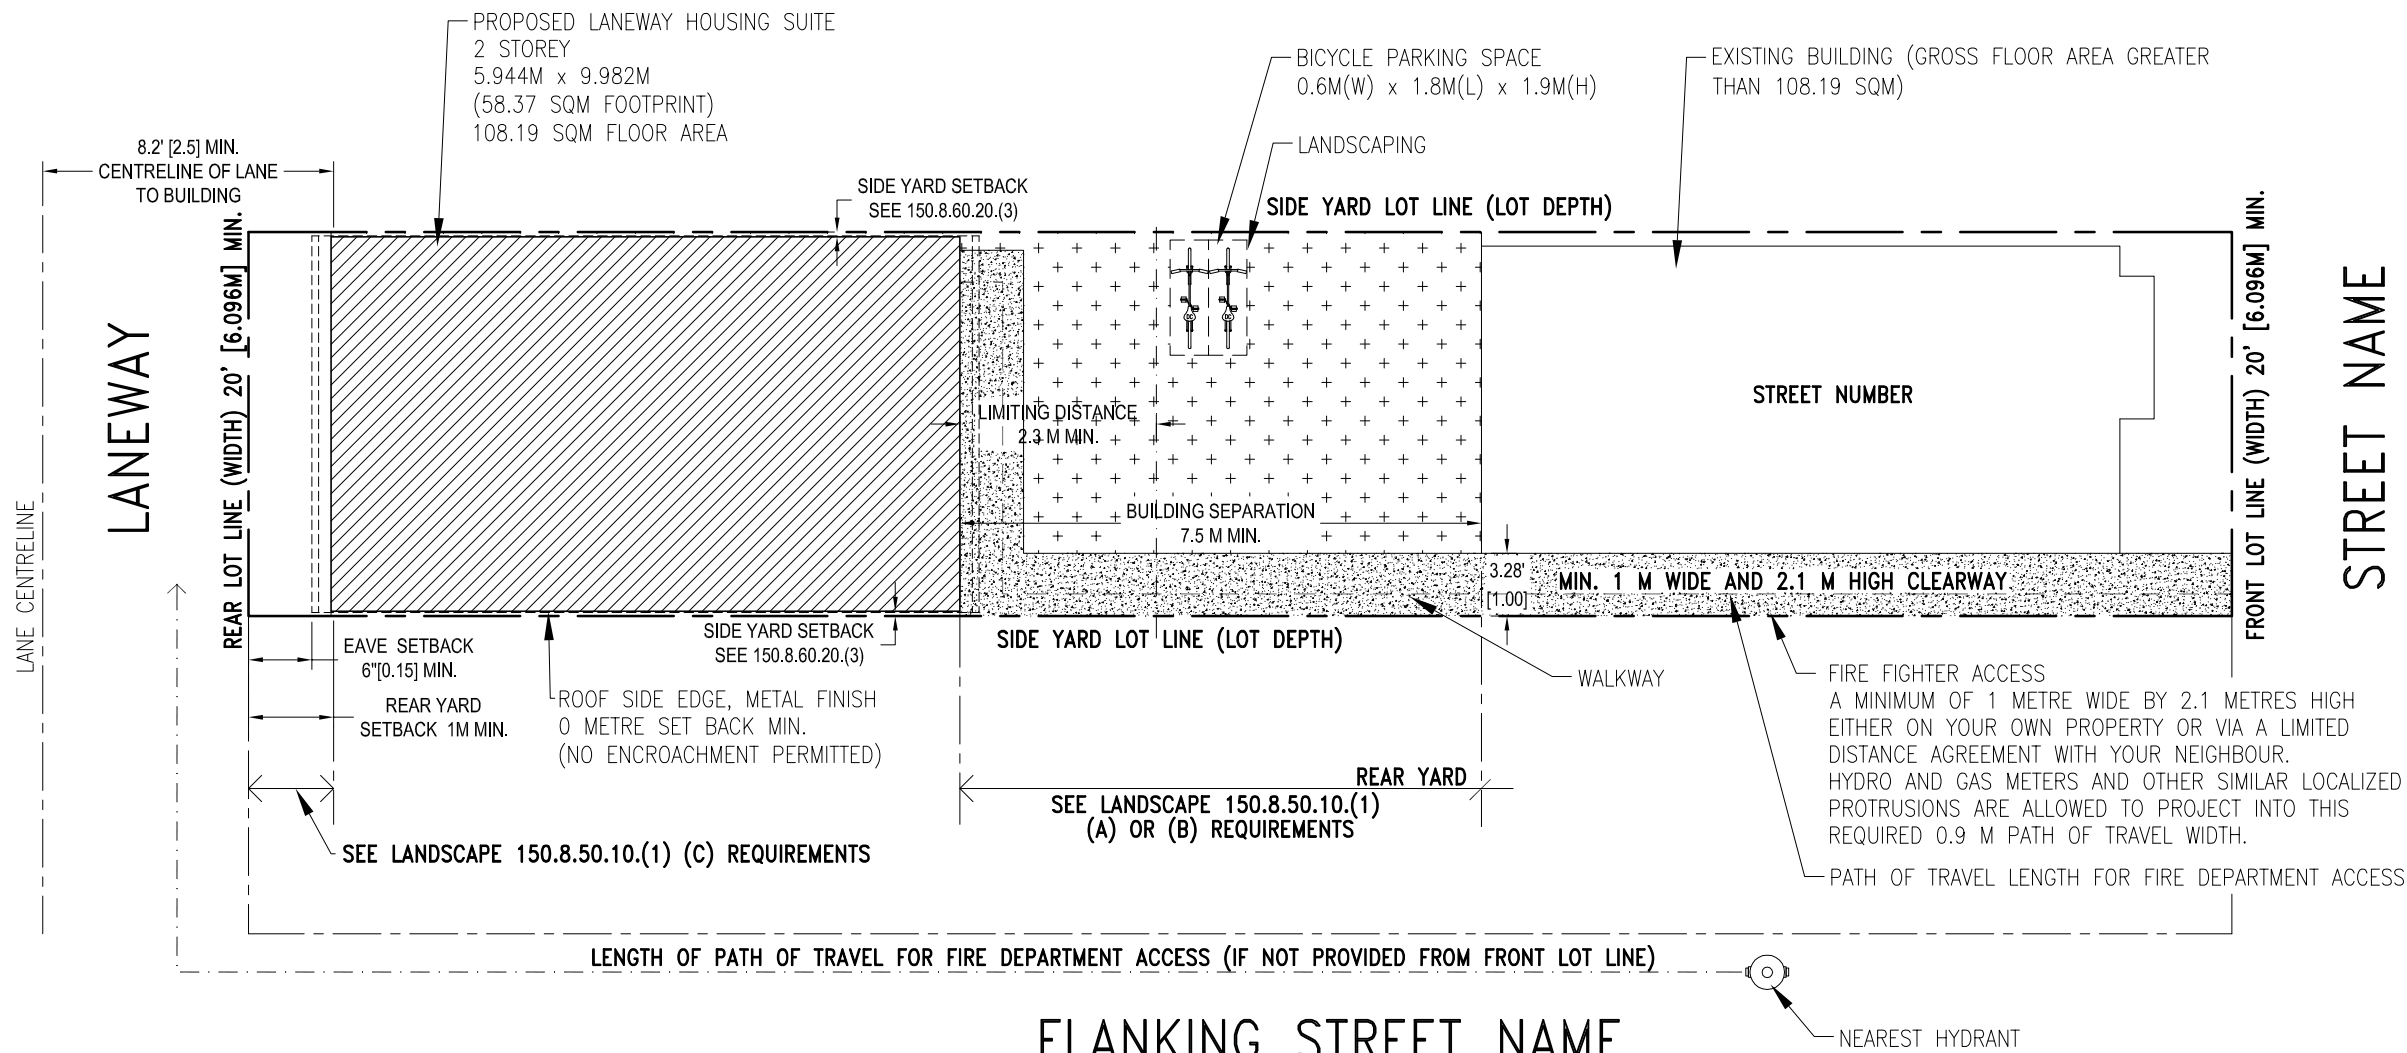 PROPOSED LANEWAY HOUSING SUITE
2 STOREY
5.944M x 9.982M
(58.37 SQM FOOTPRINT)
108.19 SQM FLOOR AREA
BICYCLE PARKING SPACE
0.6M(W) x 1.8M(L) x 1.9M(H)
EXISTING BUILDING (GROSS FLOOR AREA GREATER
THAN 108.19 SQM)
LANDSCAPING
8.2' [2.5] MIN.
CENTRELINE OF LANE
TO BUILDING
SIDE YARD SETBACK
SEE 150.8.60.20.(3)
SIDE YARD LOT LINE (LOT DEPTH)
LANE CENTRELINE
LANEWAY
REAR LOT LINE (WIDTH) 20' [6.096M] MIN.
LIMITING DISTANCE
2.3 M MIN.
STREET NUMBER
BUILDING SEPARATION
7.5 M MIN.
3.28'
[1.00]
MIN. 1 M WIDE AND 2.1 M HIGH CLEARWAY
FRONT LOT LINE (WIDTH) 20' [6.096M] MIN.
STREET NAME
EAVE SETBACK
6"[0.15] MIN.
REAR YARD
SETBACK 1M MIN.
ROOF SIDE EDGE, METAL FINISH
0 METRE SET BACK MIN.
(NO ENCROACHMENT PERMITTED)
SIDE YARD SETBACK
SEE 150.8.60.20.(3)
SIDE YARD LOT LINE (LOT DEPTH)
WALKWAY
FIRE FIGHTER ACCESS
A MINIMUM OF 1 METRE WIDE BY 2.1 METRES HIGH
EITHER ON YOUR OWN PROPERTY OR VIA A LIMITED
DISTANCE AGREEMENT WITH YOUR NEIGHBOUR.
HYDRO AND GAS METERS AND OTHER SIMILAR LOCALIZED
PROTRUSIONS ARE ALLOWED TO PROJECT INTO THIS
REQUIRED 0.9 M PATH OF TRAVEL WIDTH.
PATH OF TRAVEL LENGTH FOR FIRE DEPARTMENT ACCESS
REAR YARD
SEE LANDSCAPE 150.8.50.10.(1)
(A) OR (B) REQUIREMENTS
SEE LANDSCAPE 150.8.50.10.(1) (C) REQUIREMENTS
LENGTH OF PATH OF TRAVEL FOR FIRE DEPARTMENT ACCESS (IF NOT PROVIDED FROM FRONT LOT LINE)
FLANKING STREET NAME
NEAREST HYDRANT